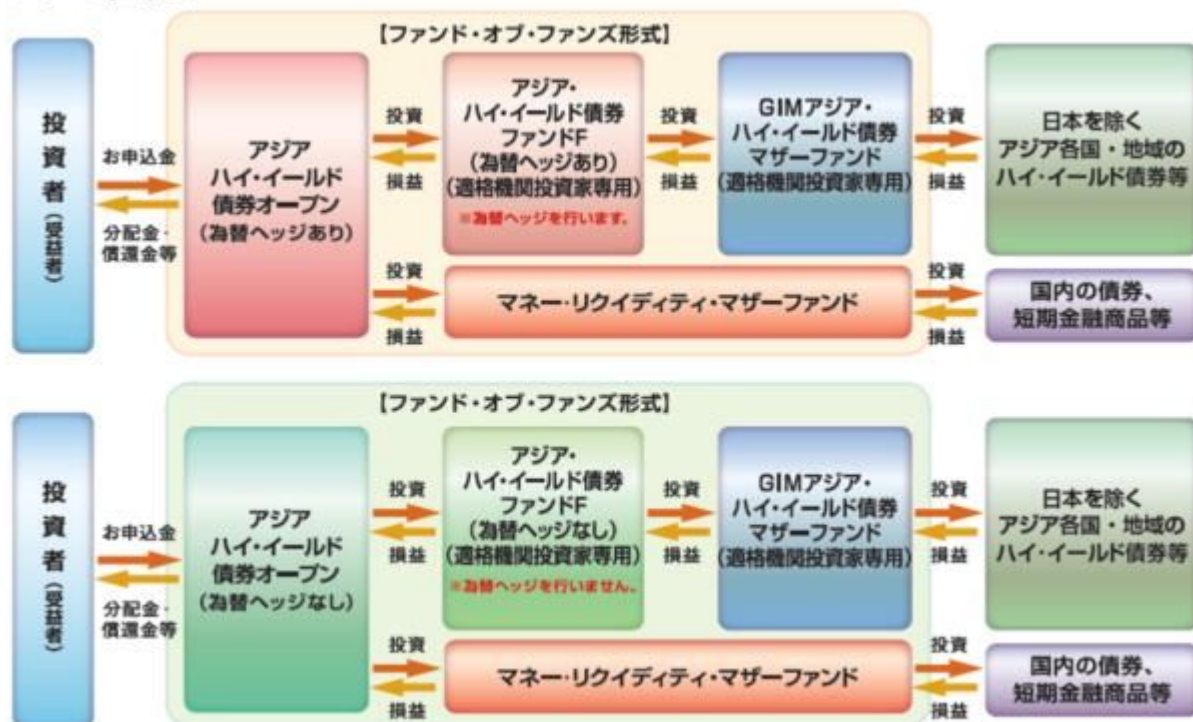 【ファンド・オブ・ファンズ形式】
投資者(受益者)
お申込金
分配金・
償還金等
アジア
ハイ・イールド
債券オープン
(為替ヘッジあり)
投資
損益
アジア・
ハイ・イールド債券
ファンドF
(為替ヘッジあり)
(適格機関投資家専用)
※為替ヘッジを行います。
投資
損益
GIMアジア・
ハイ・イールド債券
マザーファンド
(適格機関投資家専用)
投資
損益
日本を除く
アジア各国・地域の
ハイ・イールド債券等
投資
損益
マネー・リクイディティ・マザーファンド
投資
損益
国内の債券、
短期金融商品等
【ファンド・オブ・ファンズ形式】
投資者(受益者)
お申込金
分配金・
償還金等
アジア
ハイ・イールド
債券オープン
(為替ヘッジなし)
投資
損益
アジア・
ハイ・イールド債券
ファンドF
(為替ヘッジなし)
(適格機関投資家専用)
※為替ヘッジを行いません。
投資
損益
GIMアジア・
ハイ・イールド債券
マザーファンド
(適格機関投資家専用)
投資
損益
日本を除く
アジア各国・地域の
ハイ・イールド債券等
投資
損益
マネー・リクイディティ・マザーファンド
投資
損益
国内の債券、
短期金融商品等